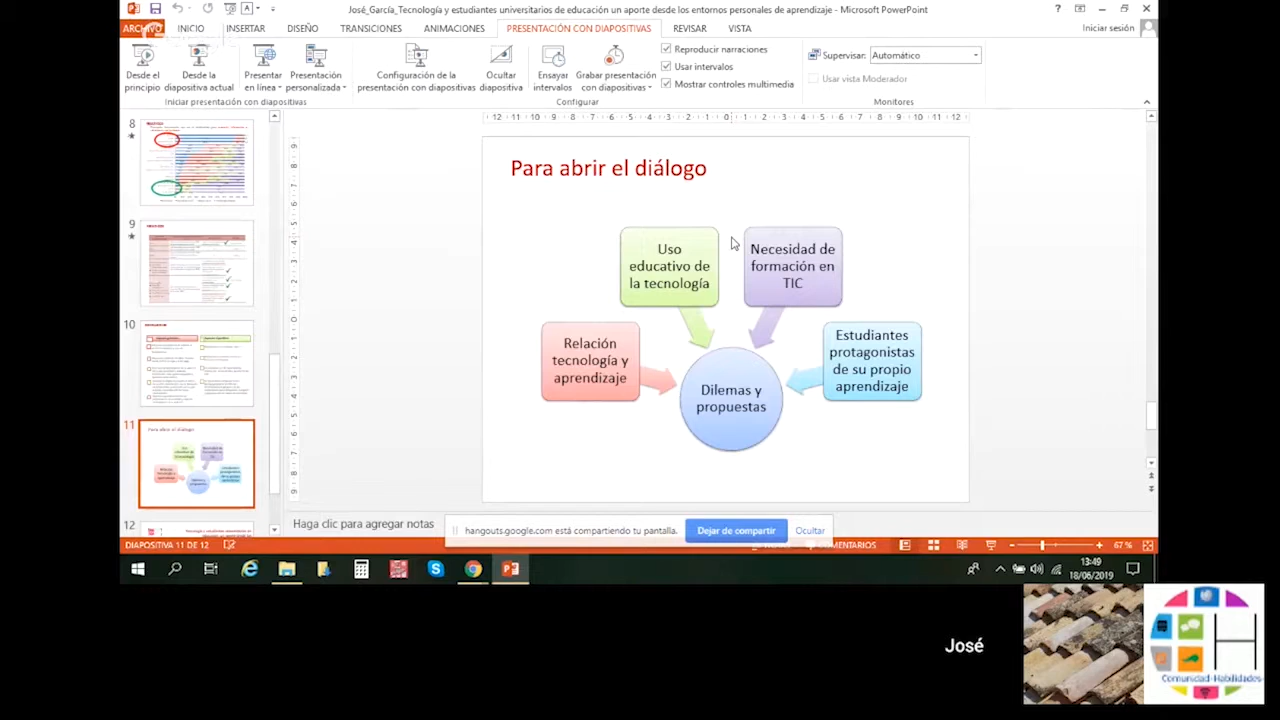 José_García_Tecnología y estudiantes universitarios de educación un aporte desde los entornos personales de aprendizaje - Microsoft PowerPoint
ARCHIVO INICIO INSERTAR DISEÑO TRANSICIONES ANIMACIONES PRESENTACIÓN CON DIAPOSITIVAS REVISAR VISTA Iniciar sesión
Desde el principio
Desde la diapositiva actual
Presentar en línea
Presentación personalizada
Iniciar presentación con diapositivas
Configuración de la presentación con diapositivas
Ocultar diapositiva
Ensayar intervalos
Grabar presentación con diapositivas
Reproducir narraciones
Usar intervalos
Mostrar controles multimedia
Configurar
Supervisar: Automático
Usar vista Moderador
Monitores
8
9
10
11
12
Para abrir el diálogo
Uso
educativo de
la tecnología
Necesidad de
formación en
TIC
Relación
tecnología y
aprendizaje
Estudiantes
protagonistas
de su propio
aprendizaje
Dilemas y
propuestas
Haga clic para agregar notas
hangouts.google.com está compartiendo tu pantalla. Dejar de compartir Ocultar
DIAPOSITIVA 11 DE 12 COMENTARIOS 67 %
13:49
18/06/2019
José
H
Comunidad-Habilidades